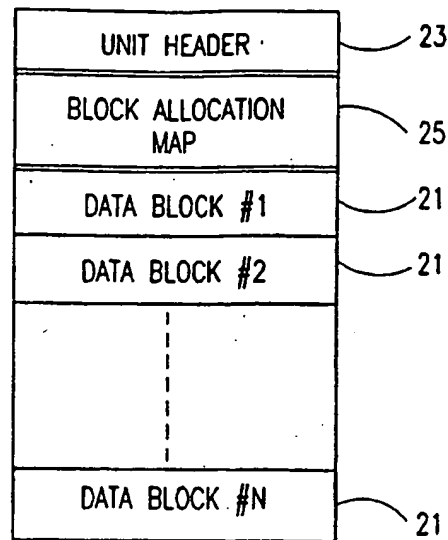 UNIT HEADER
23
BLOCK ALLOCATION
MAP
25
DATA BLOCK #1
21
DATA BLOCK #2
21
DATA BLOCK #N
21